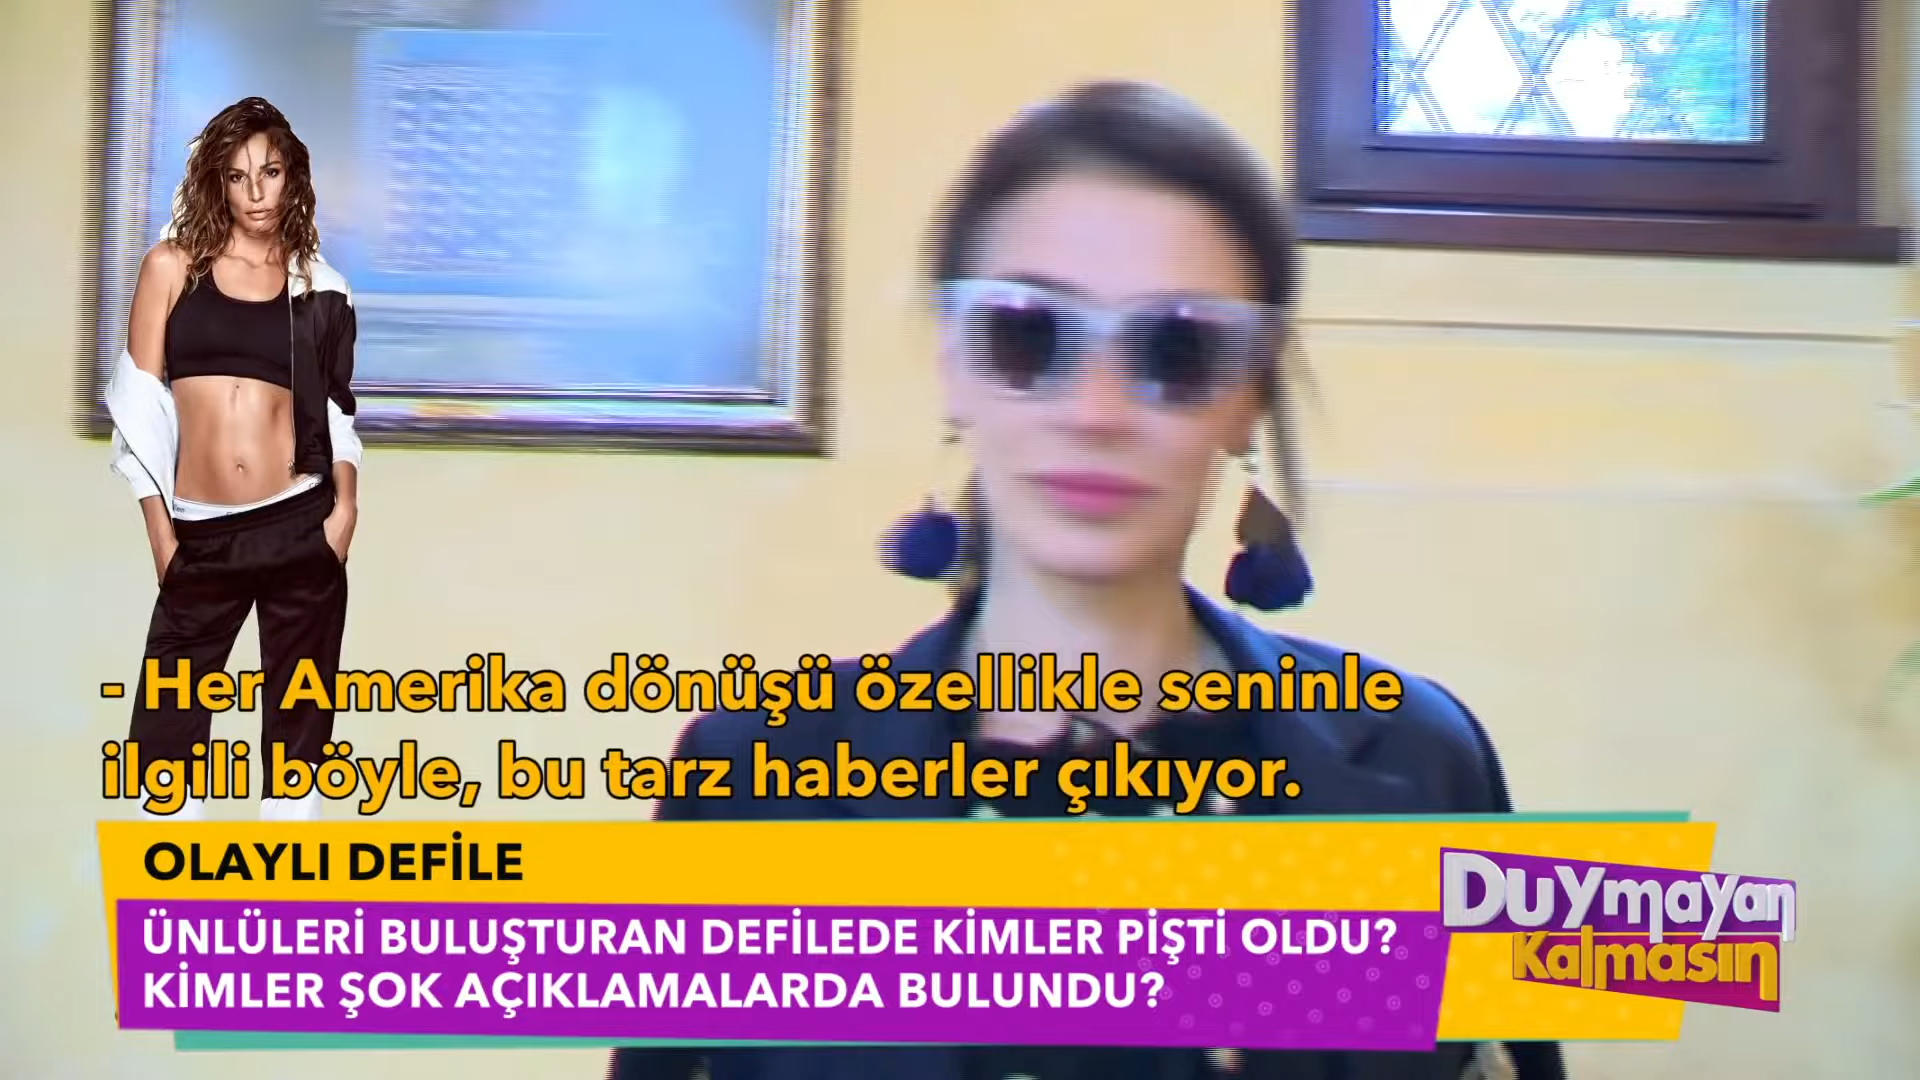 - Her Amerika dönüşü özellikle seninle
ilgili böyle, bu tarz haberler çıkıyor.
OLAYLI DEFİLE
ÜNLÜLERİ BULUŞTURAN DEFİLEDE KİMLER PİŞTİ OLDU?
KİMLER ŞOK AÇIKLAMALARDA BULUNDU?
Duymayan
Kalmasın